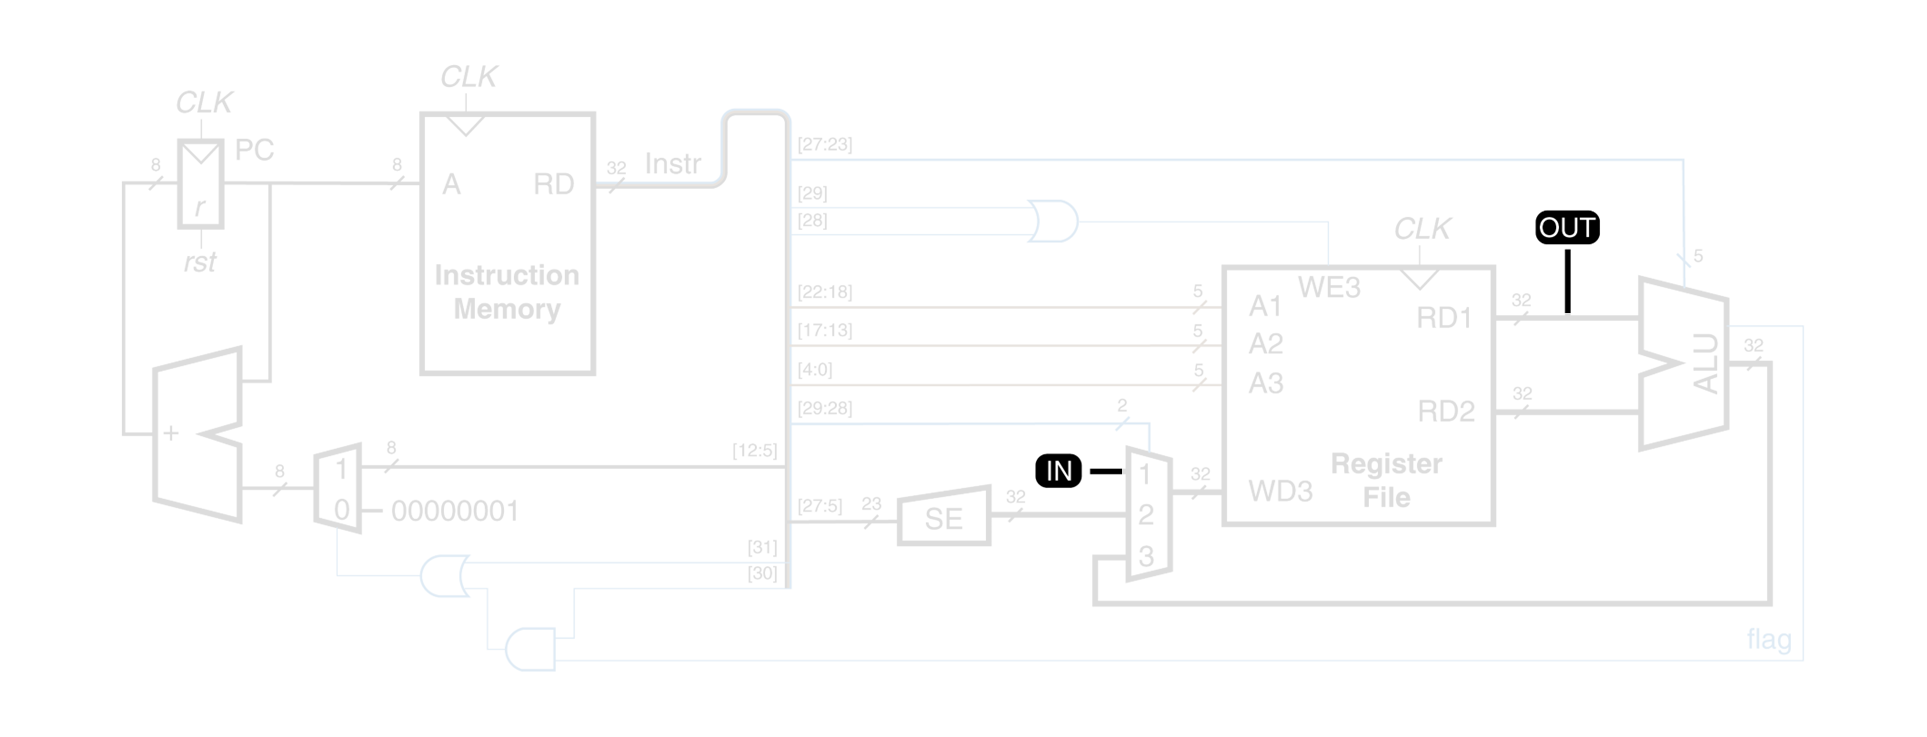 CLK
CLK
PC
8
8
32
Instr
A
RD
r
rst
Instruction
Memory
[27:23]
[29]
[28]
CLK
OUT
5
WE3
[22:18]
5
A1
RD1
32
[17:13]
5
A2
ALU
32
[4:0]
5
A3
[29:28]
2
RD2
32
+
[12:5]
8
1
8
0
00000001
IN
1
32
WD3
Register
File
[27:5]
23
SE
32
2
3
[31]
[30]
flag